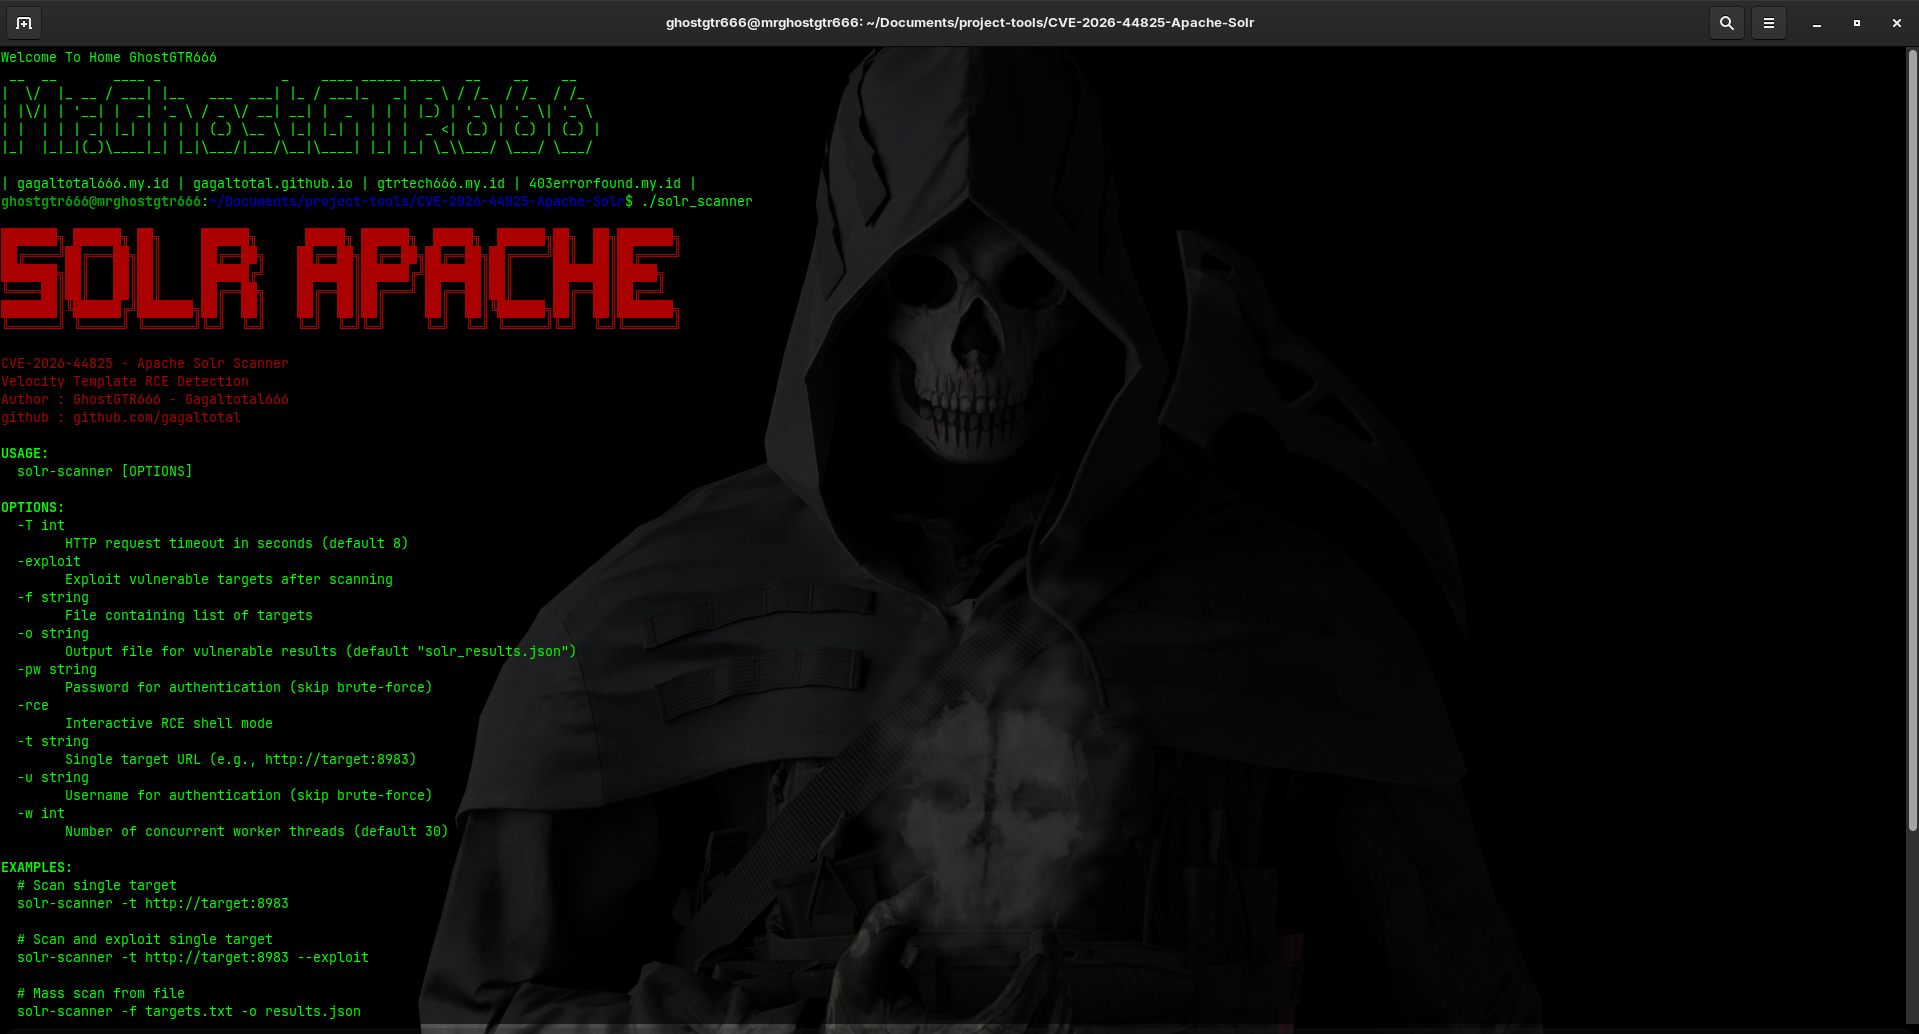 ghostgtr666@mrghostgtr666: ~/Documents/project-tools/CVE-2026-44825-Apache-Solr
Welcome To Home GhostGTR666
Mr.GhostGTR666
| gagaltotal666.my.id | gagaltotal.github.io | gtrtech666.my.id | 403errorfound.my.id |
ghostgtr666@mrghostgtr666:~/Documents/project-tools/CVE-2026-44825-Apache-Solr$ ./solr_scanner
SOLR APACHE
CVE-2026-44825 - Apache Solr Scanner
Velocity Template RCE Detection
Author : GhostGTR666 - Gagaltotal666
github : github.com/gagaltotal
USAGE:
solr-scanner [OPTIONS]
OPTIONS:
-T int
HTTP request timeout in seconds (default 8)
-exploit
Exploit vulnerable targets after scanning
-f string
File containing list of targets
-o string
Output file for vulnerable results (default "solr_results.json")
-pw string
Password for authentication (skip brute-force)
-rce
Interactive RCE shell mode
-t string
Single target URL (e.g., http://target:8983)
-u string
Username for authentication (skip brute-force)
-w int
Number of concurrent worker threads (default 30)
EXAMPLES:
# Scan single target
solr-scanner -t http://target:8983
# Scan and exploit single target
solr-scanner -t http://target:8983 --exploit
# Mass scan from file
solr-scanner -f targets.txt -o results.json